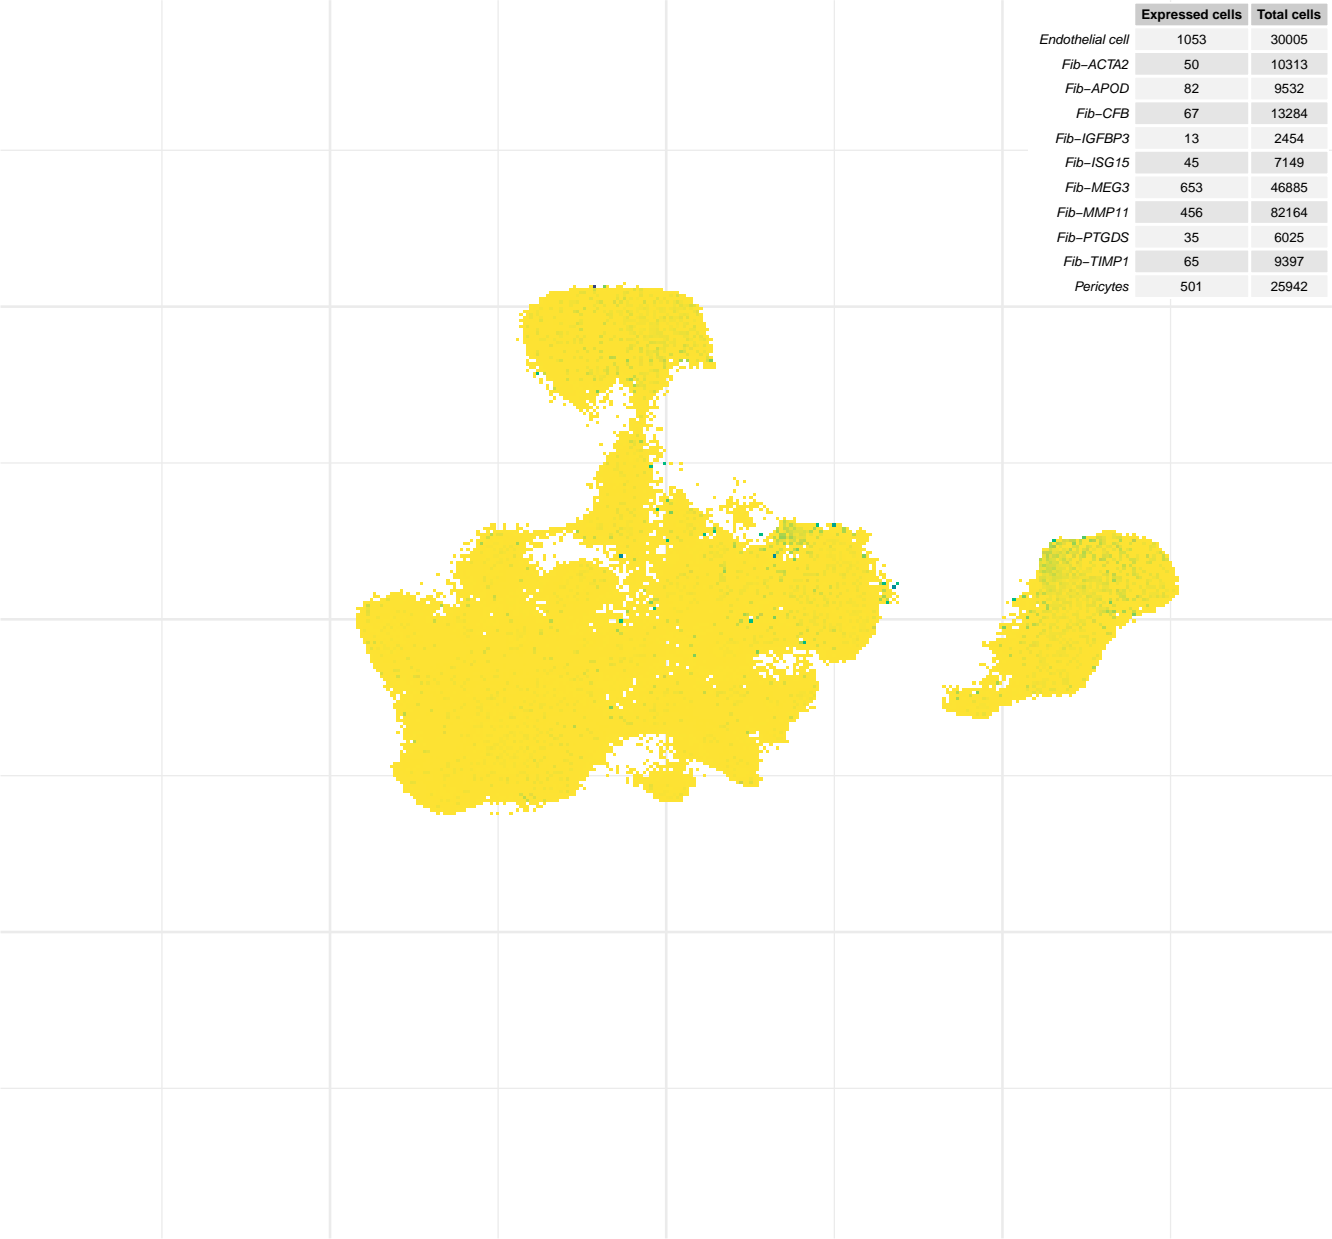 Expressed cells Total cells
Endothelial cell 1053 30005
Fib−ACTA2 50 10313
Fib−APOD 82 9532
Fib−CFB 67 13284
Fib−IGFBP3 13 2454
Fib−ISG15 45 7149
Fib−MEG3 653 46885
Fib−MMP11 456 82164
Fib−PTGDS 35 6025
Fib−TIMP1 65 9397
Pericytes 501 25942